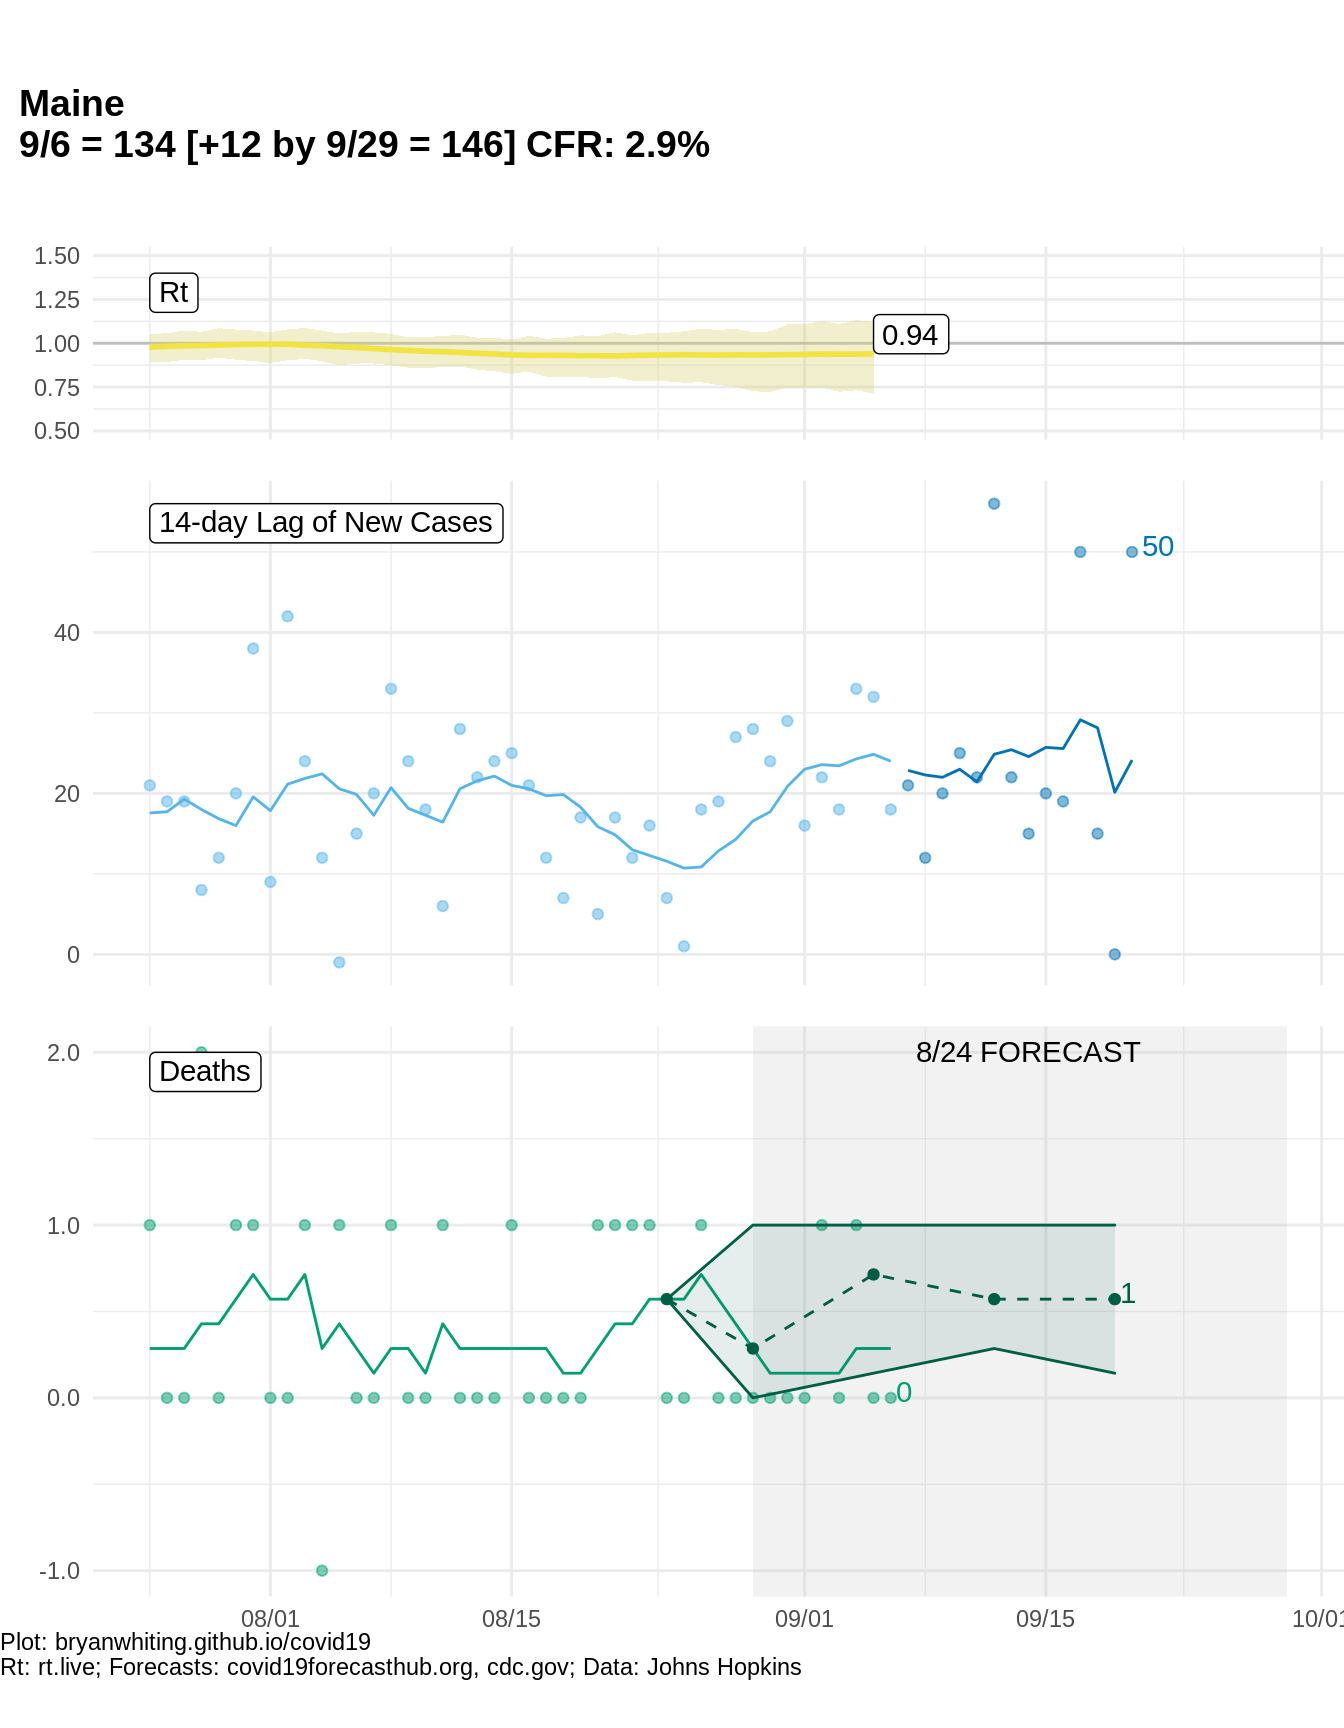 Maine
9/6 = 134 [+12 by 9/29 = 146] CFR: 2.9%
1.50
Rt
1.25
0.94
1.00
0.75
0.50
14-day Lag of New Cases
50
40
20
0
2.0
8/24 FORECAST
Deaths
1.0
1
0.0
0
-1.0
08/01 08/15 09/01 09/15 10/01
Plot: bryanwhiting.github.io/covid19
Rt: rt.live; Forecasts: covid19forecasthub.org, cdc.gov; Data: Johns Hopkins